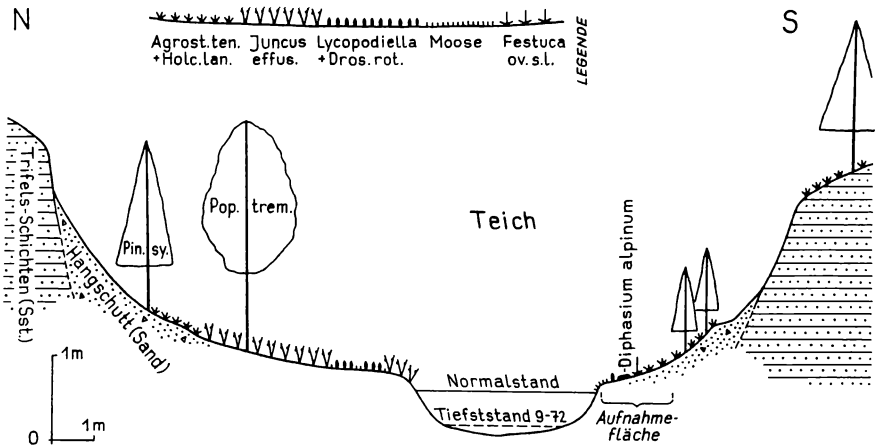 N
S
Agrost.ten.
+Holc.lan.
Juncus
effus.
Lycopodiella
+Dros.rot.
Moose
Festuca
ov.s.l.
LEGENDE
Trifels-Schichten (Sst.)
Hangschutt (Sand)
Pin. sy.
Pop. trem.
Teich
Diphasium alpinum
Normalstand
Tiefststand 9-72
Aufnahme-
fläche
1m
0
1m